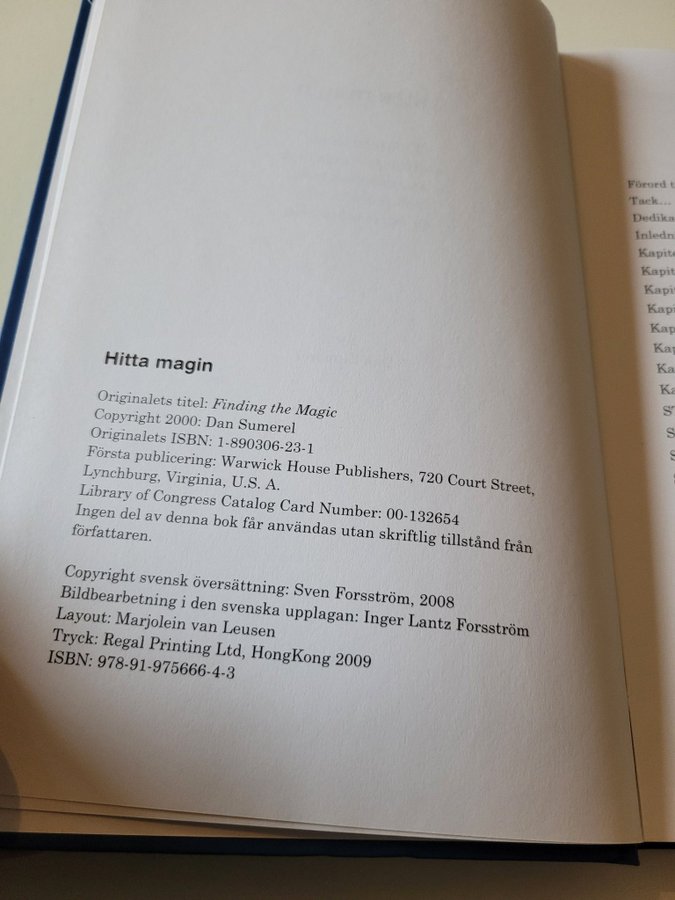 Hitta magin
Originalets titel: Finding the Magic
Copyright 2000: Dan Sumerel
Originalets ISBN: 1-890306-23-1
Första publicering: Warwick House Publishers, 720 Court Street,
Lynchburg, Virginia, U. S. A.
Library of Congress Catalog Card Number: 00-132654
Ingen del av denna bok får användas utan skriftlig tillstånd från
författaren.
Copyright svensk översättning: Sven Forsström, 2008
Bildbearbetning i den svenska upplagan: Inger Lantz Forsström
Layout: Marjolein van Leusen
Tryck: Regal Printing Ltd, HongKong 2009
ISBN: 978-91-975666-4-3
Förord
Tack...